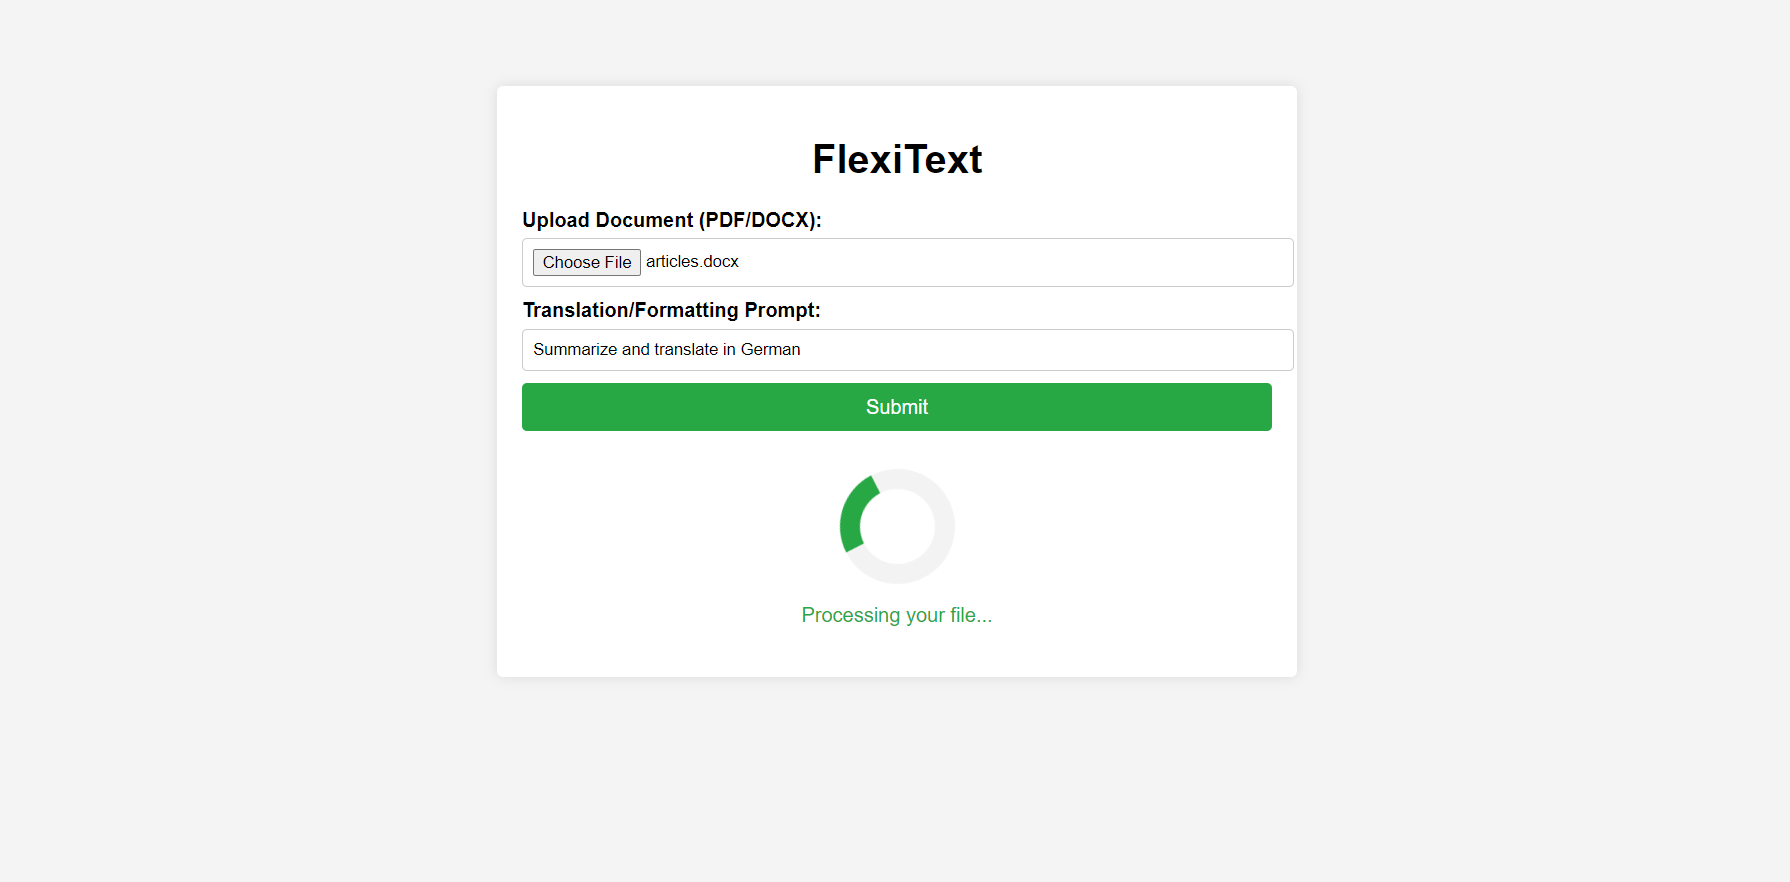 FlexiText
Upload Document (PDF/DOCX):
Choose File articles.docx
Translation/Formatting Prompt:
Summarize and translate in German
Submit
Processing your file...